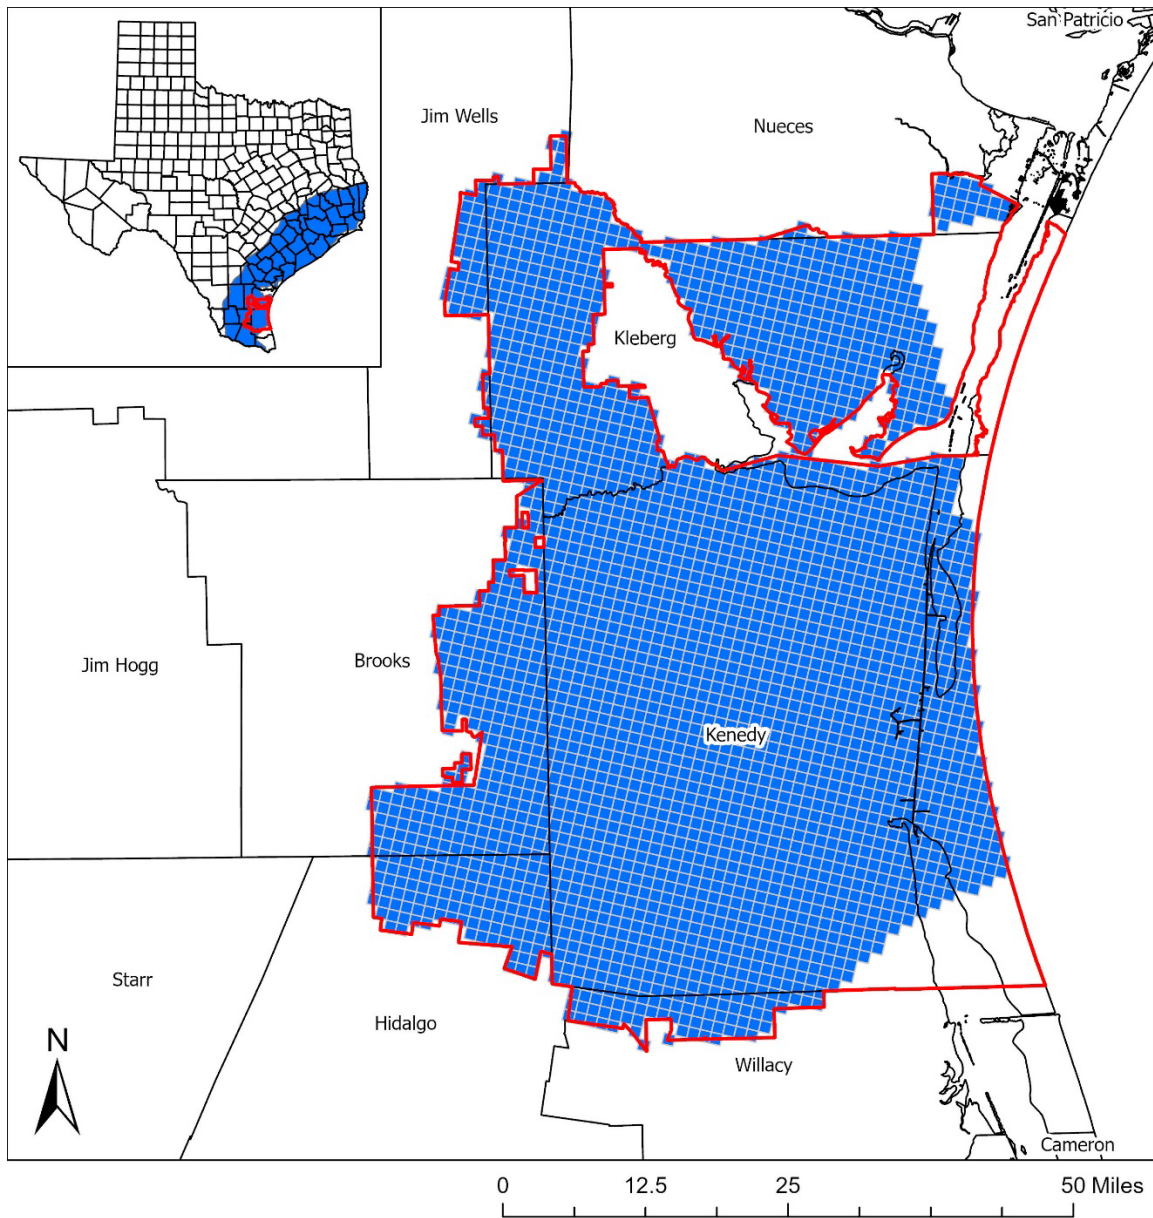 San Patricio
Jim Wells
Nueces
Kleberg
Jim Hogg
Brooks
Kenedy
Starr
Hidalgo
Willacy
Cameron
N
0 12.5 25 50 Miles